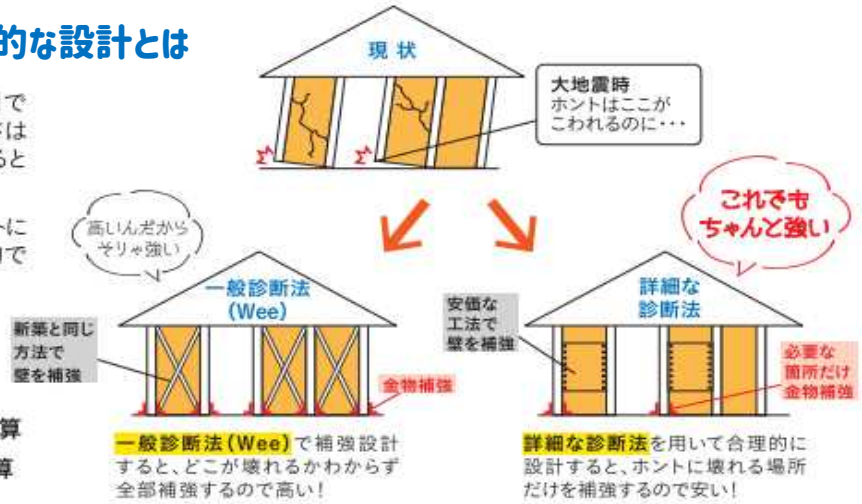 的な設計とは
で
は
ると
に
で
算
算
現状
大地震時
ホントはここが
こわれるのに・・・
高いんだから
そりゃ強い
これでも
ちゃんと強い
一般診断法
(Wee)
新築と同じ
方法で
壁を補強
金物補強
一般診断法(Wee)で補強設計
すると、どこが壊れるかわからず
全部補強するので高い!
詳細な
診断法
安価な
工法で
壁を補強
必要な
箇所だけ
金物補強
詳細な診断法を用いて合理的に
設計すると、ホントに壊れる場所
だけを補強するので安い!